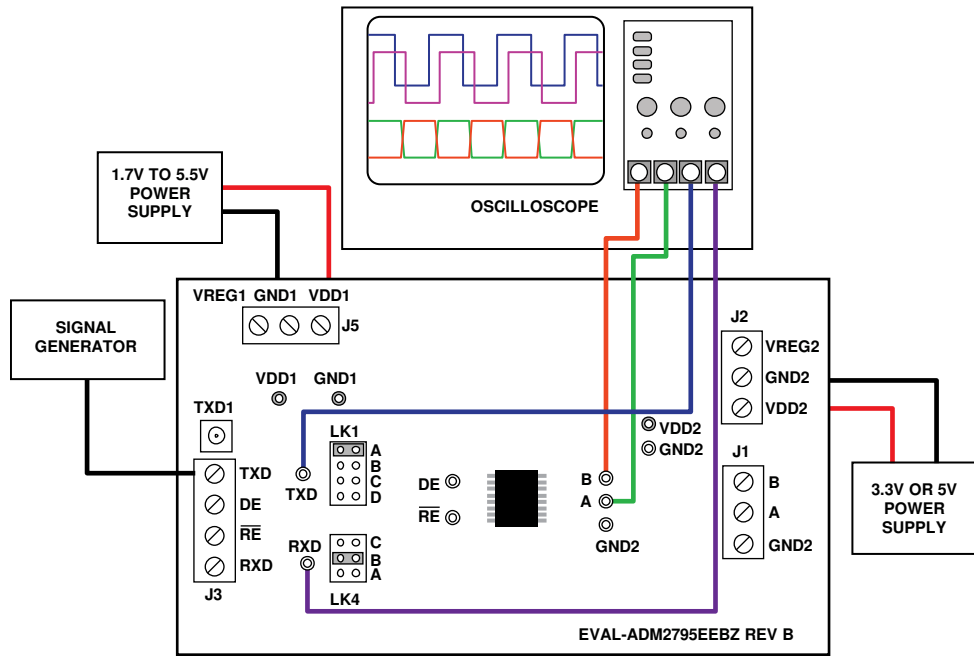 OSCILLOSCOPE
1.7V TO 5.5V
POWER
SUPPLY
SIGNAL
GENERATOR
VREG1 GND1 VDD1
J5
VDD1 GND1
TXD1
TXD
DE
RE
RXD
J3
TXD
LK1
A
B
C
D
RXD
C
B
A
LK4
DE
RE
B
A
GND2
VDD2
GND2
J2
VREG2
GND2
VDD2
J1
B
A
GND2
3.3V OR 5V
POWER
SUPPLY
EVAL-ADM2795EEBZ REV B